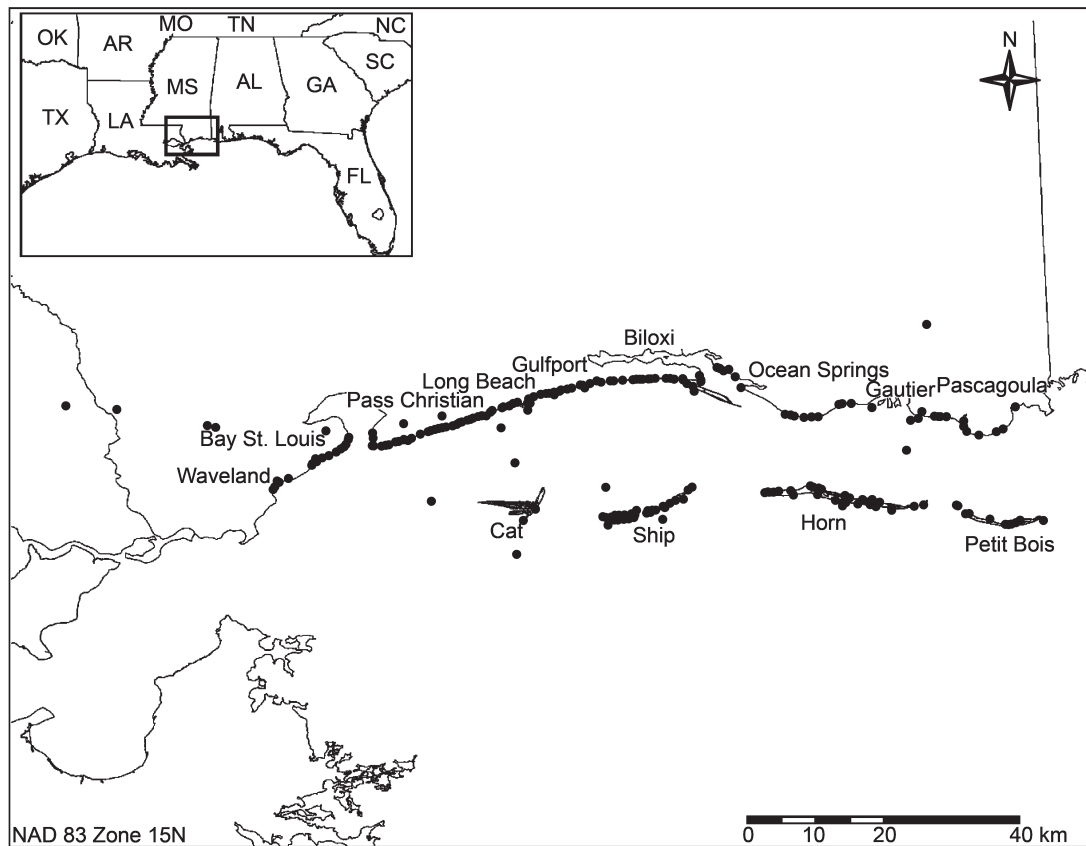 MO TN NC
OK AR SC
MS AL GA
TX LA
FL
N
Biloxi
Gulfport
Ocean Springs
Long Beach
Gautier Pascagoula
Pass Christian
Bay St. Louis
Waveland
Cat Ship Horn Petit Bois
NAD 83 Zone 15N
0 10 20 40 km